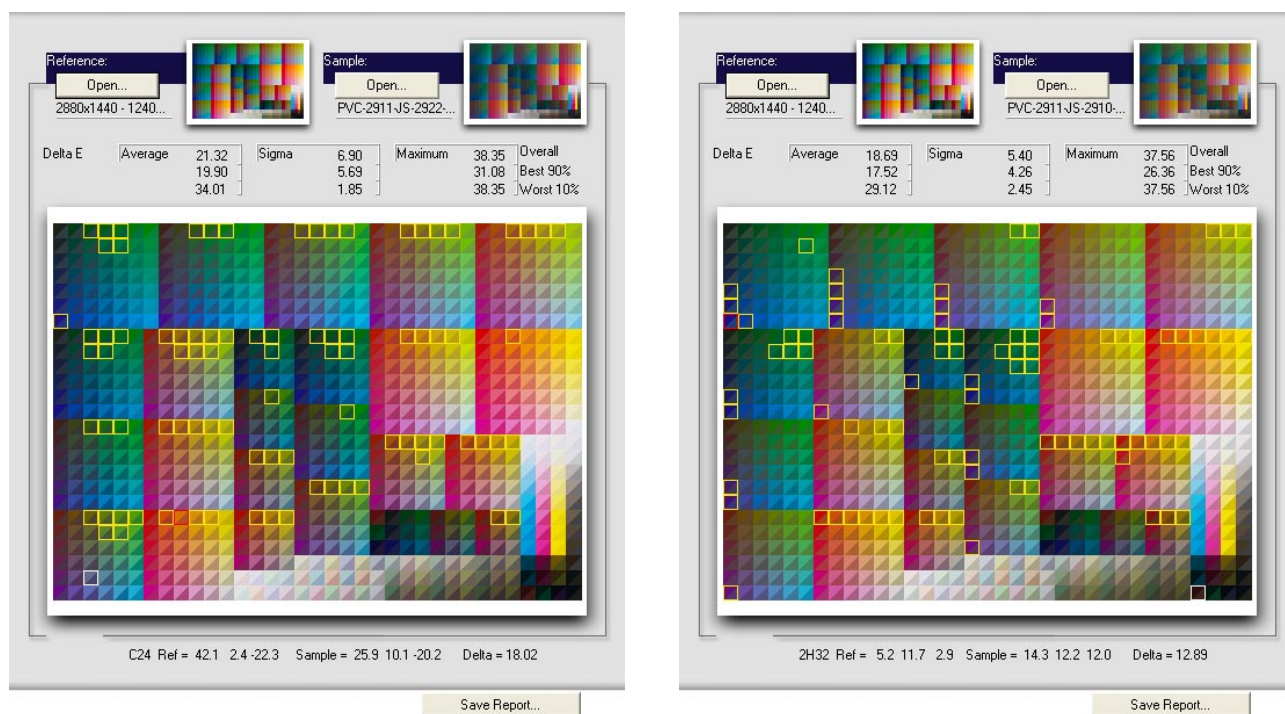 Reference:
Sample:
Open...
Open...
2880x1440 - 1240...
PVC-2911-JS-2922-...
Delta E Average 21.32 Sigma 6.90 Maximum 38.35 Overall
19.90 5.69 31.08 Best 90%
34.01 1.85 38.35 Worst 10%
C24 Ref = 42.1 2.4 -22.3 Sample = 25.9 10.1 -20.2 Delta = 18.02
Save Report...
Reference:
Sample:
Open...
Open...
2880x1440 - 1240...
PVC-2911-JS-2910-...
Delta E Average 18.69 Sigma 5.40 Maximum 37.56 Overall
17.52 4.26 26.36 Best 90%
29.12 2.45 37.56 Worst 10%
2H32 Ref = 5.2 11.7 2.9 Sample = 14.3 12.2 12.0 Delta = 12.89
Save Report...